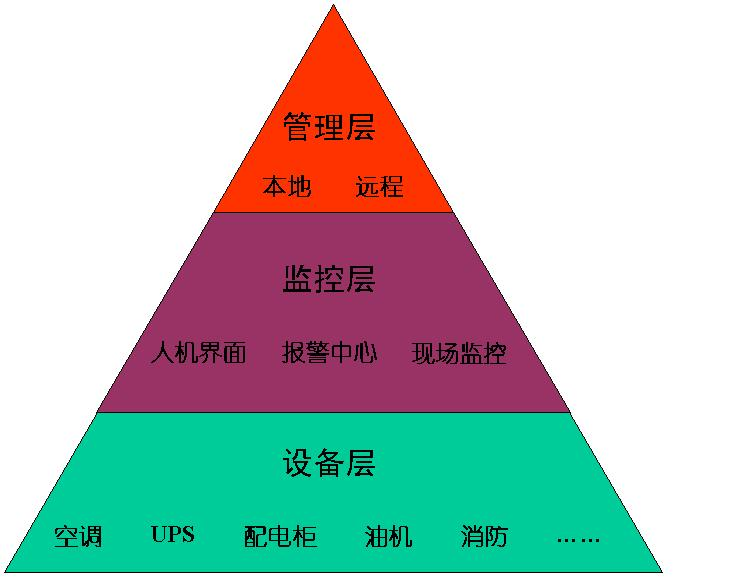 管理层
本地 远程
监控层
人机界面 报警中心 现场监控
设备层
空调 UPS 配电柜 油机 消防 ……